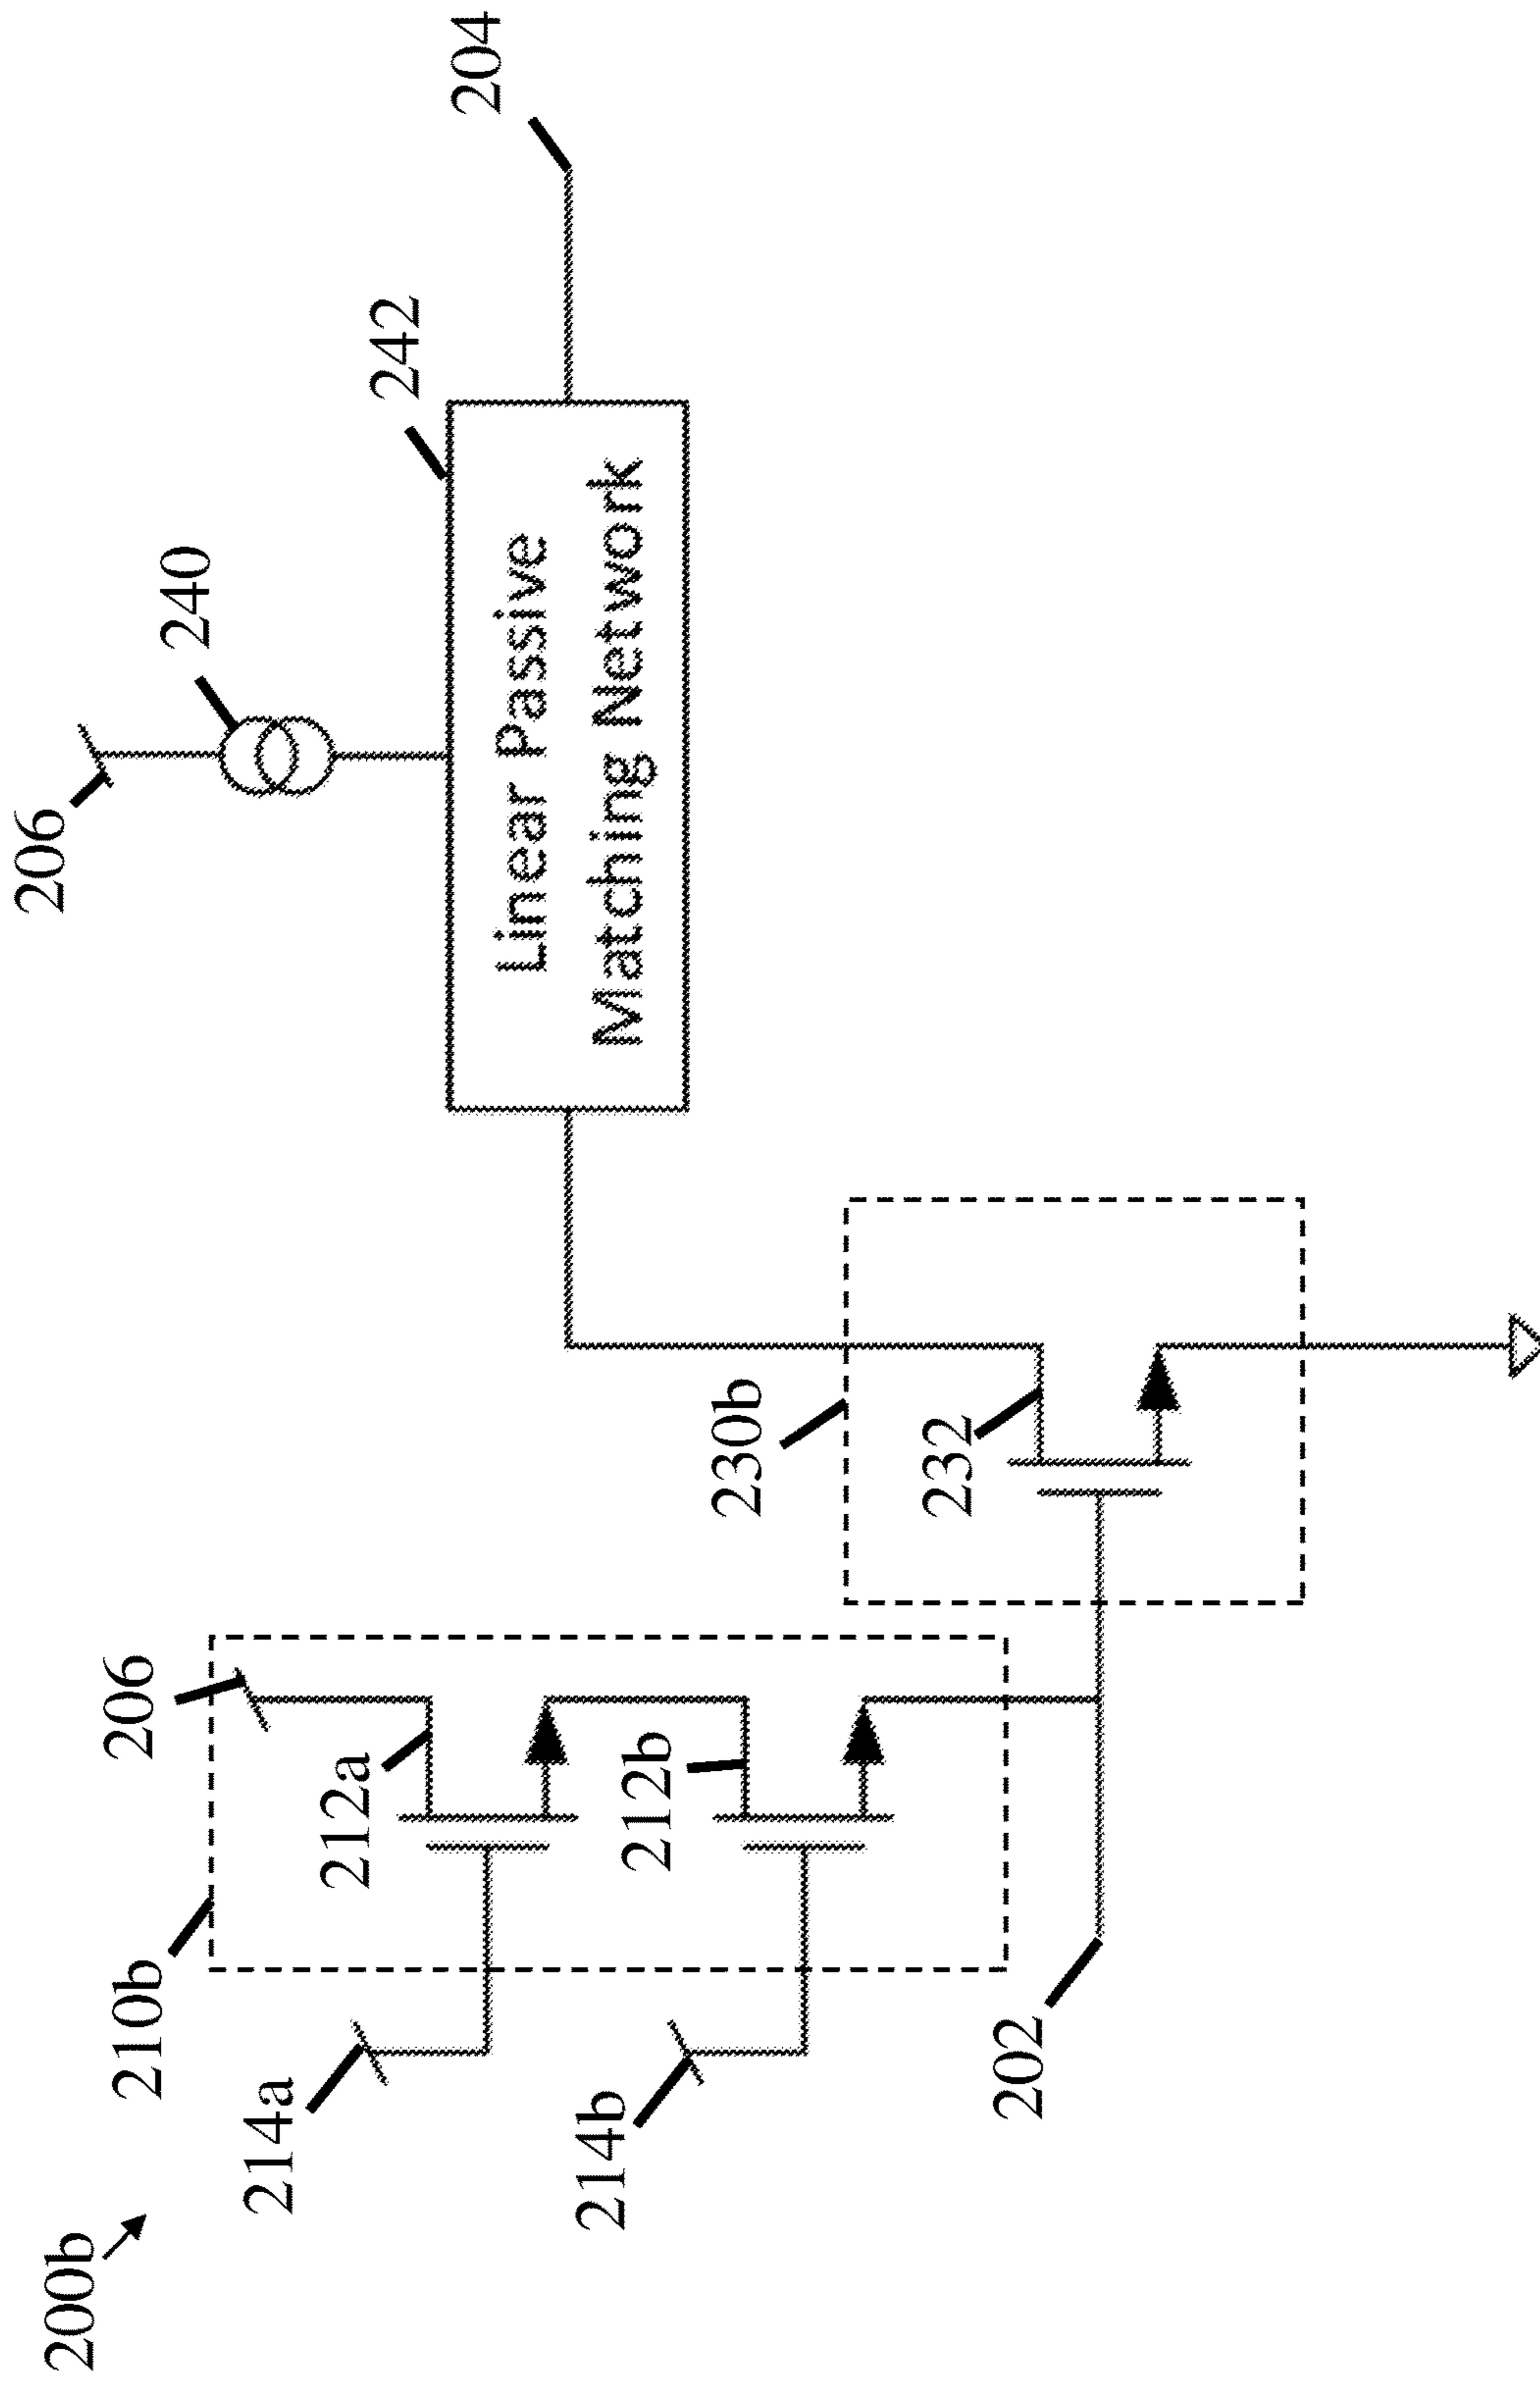 200b
210b
206
214a
212a
214b
212b
202
230b
232
206
240
242
Linear Passive
Matching Network
204